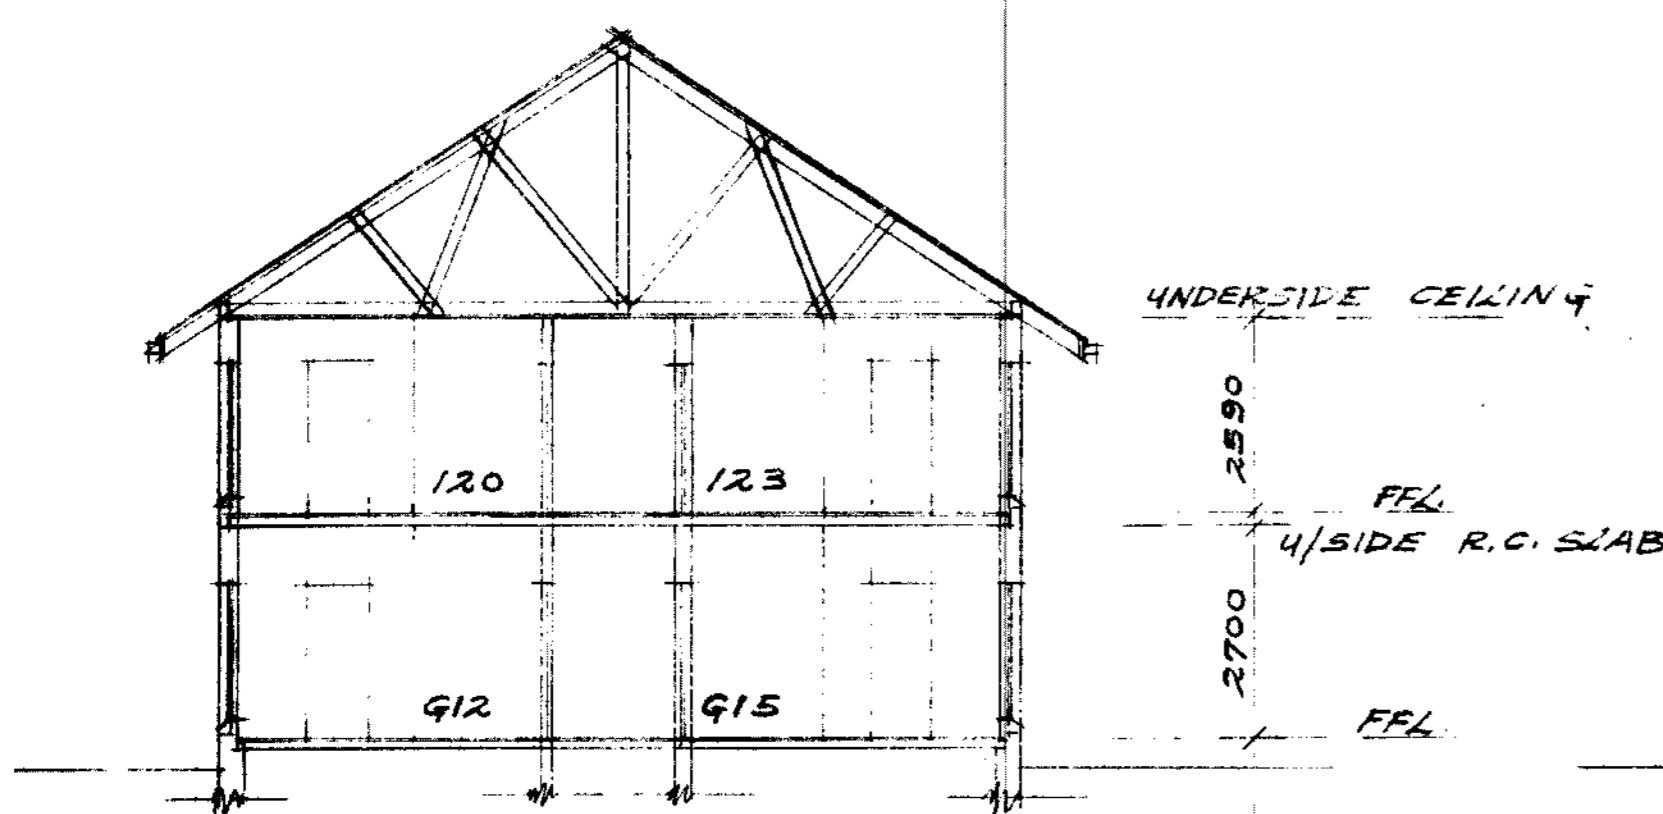 UNDERSIDE CEILING
2590
120
123
FFL.
U/SIDE R.C. SLAB
2700
G12
G15
FFL